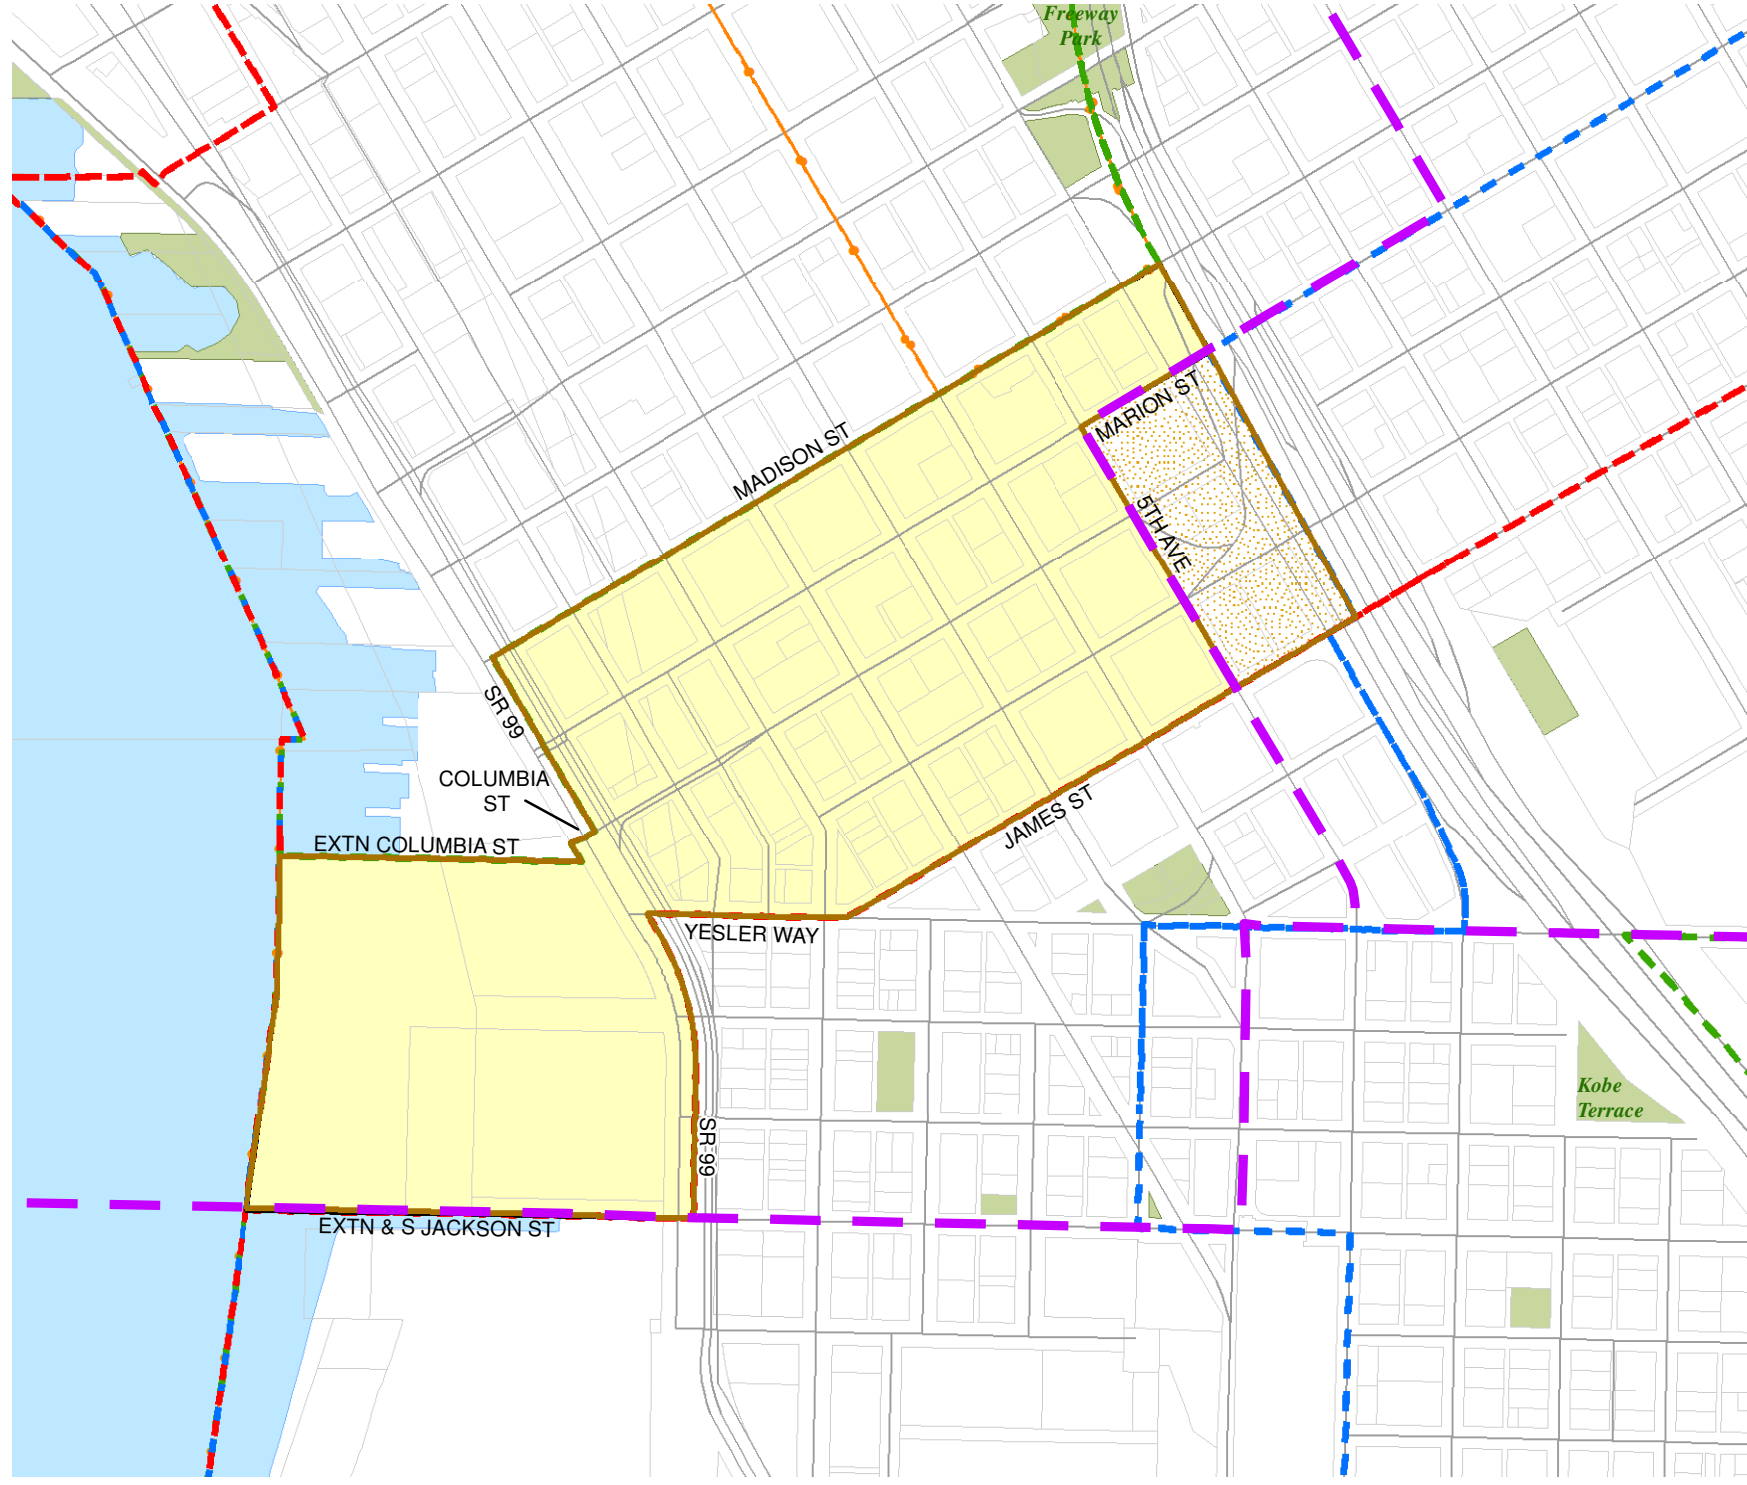 Freeway
Park
MARION ST
MADISON ST
5TH AVE
SR 99
COLUMBIA
ST
JAMES ST
EXTN COLUMBIA ST
YESLER WAY
Kobe
Terrace
SR 99
EXTN & S JACKSON ST